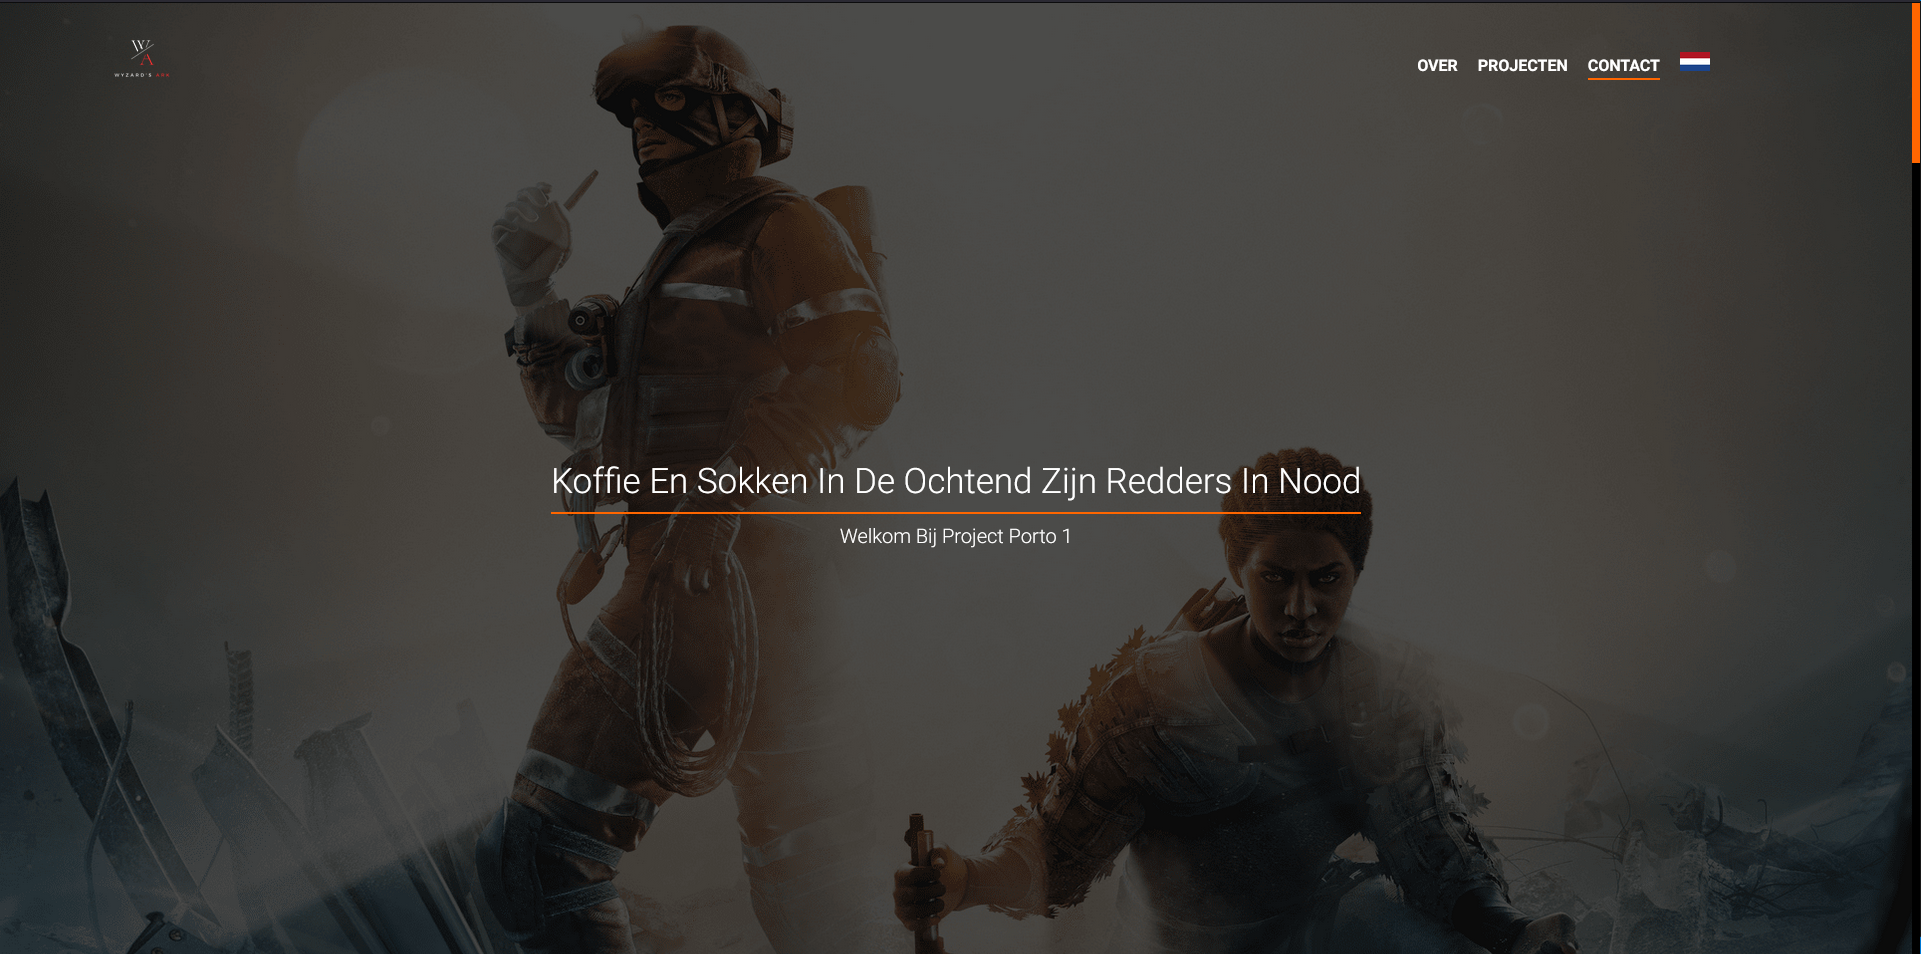 W
A
WYZARD'S ARK
OVER PROJECTEN CONTACT
Koffie En Sokken In De Ochtend Zijn Redders In Nood
Welkom Bij Project Porto 1